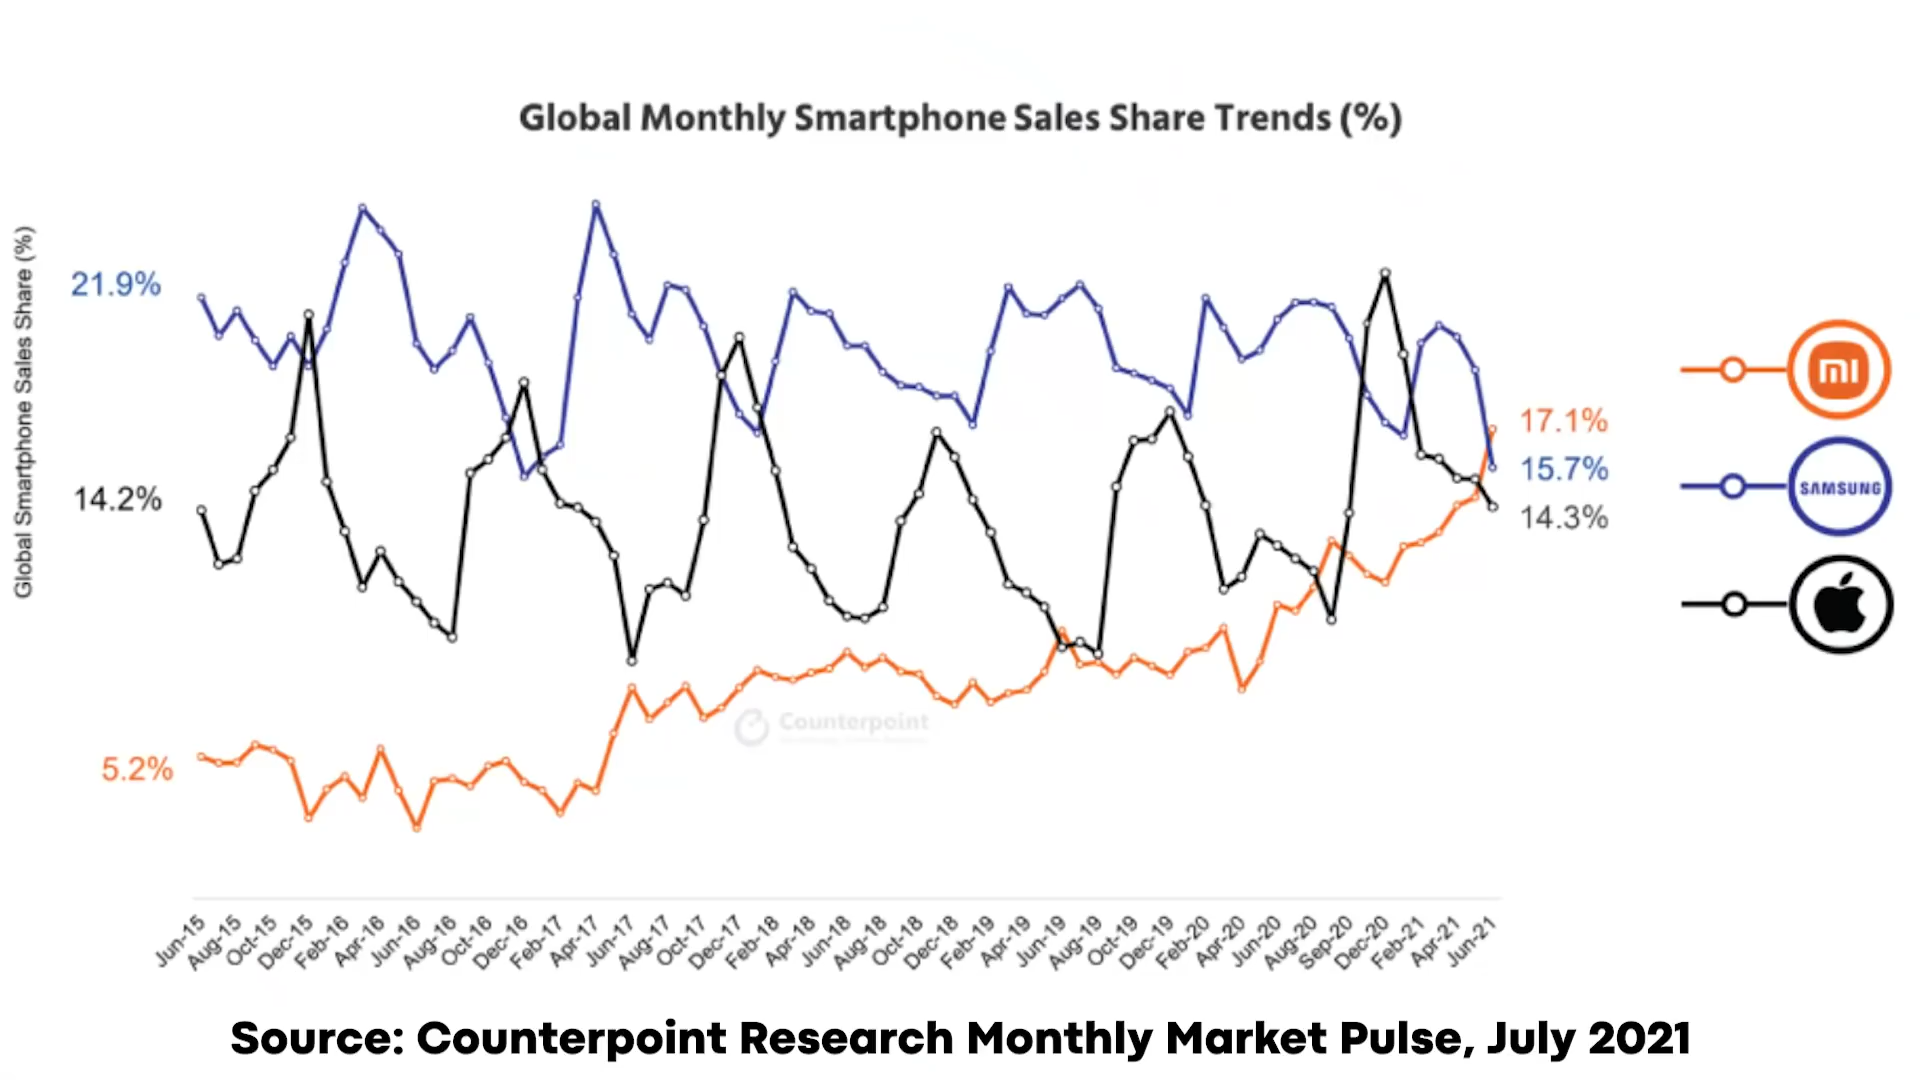 Global Monthly Smartphone Sales Share Trends (%)
Global Smartphone Sales Share (%)
21.9%
14.2%
5.2%
17.1%
15.7%
14.3%
mi
SAMSUNG
Counterpoint
Jun-15
Aug-15
Oct-15
Dec-15
Feb-16
Apr-16
Jun-16
Aug-16
Oct-16
Dec-16
Feb-17
Apr-17
Jun-17
Aug-17
Oct-17
Dec-17
Feb-18
Apr-18
Jun-18
Aug-18
Oct-18
Dec-18
Feb-19
Apr-19
Jun-19
Aug-19
Oct-19
Dec-19
Feb-20
Apr-20
Jun-20
Aug-20
Sep-20
Dec-20
Feb-21
Apr-21
Jun-21
Source: Counterpoint Research Monthly Market Pulse, July 2021